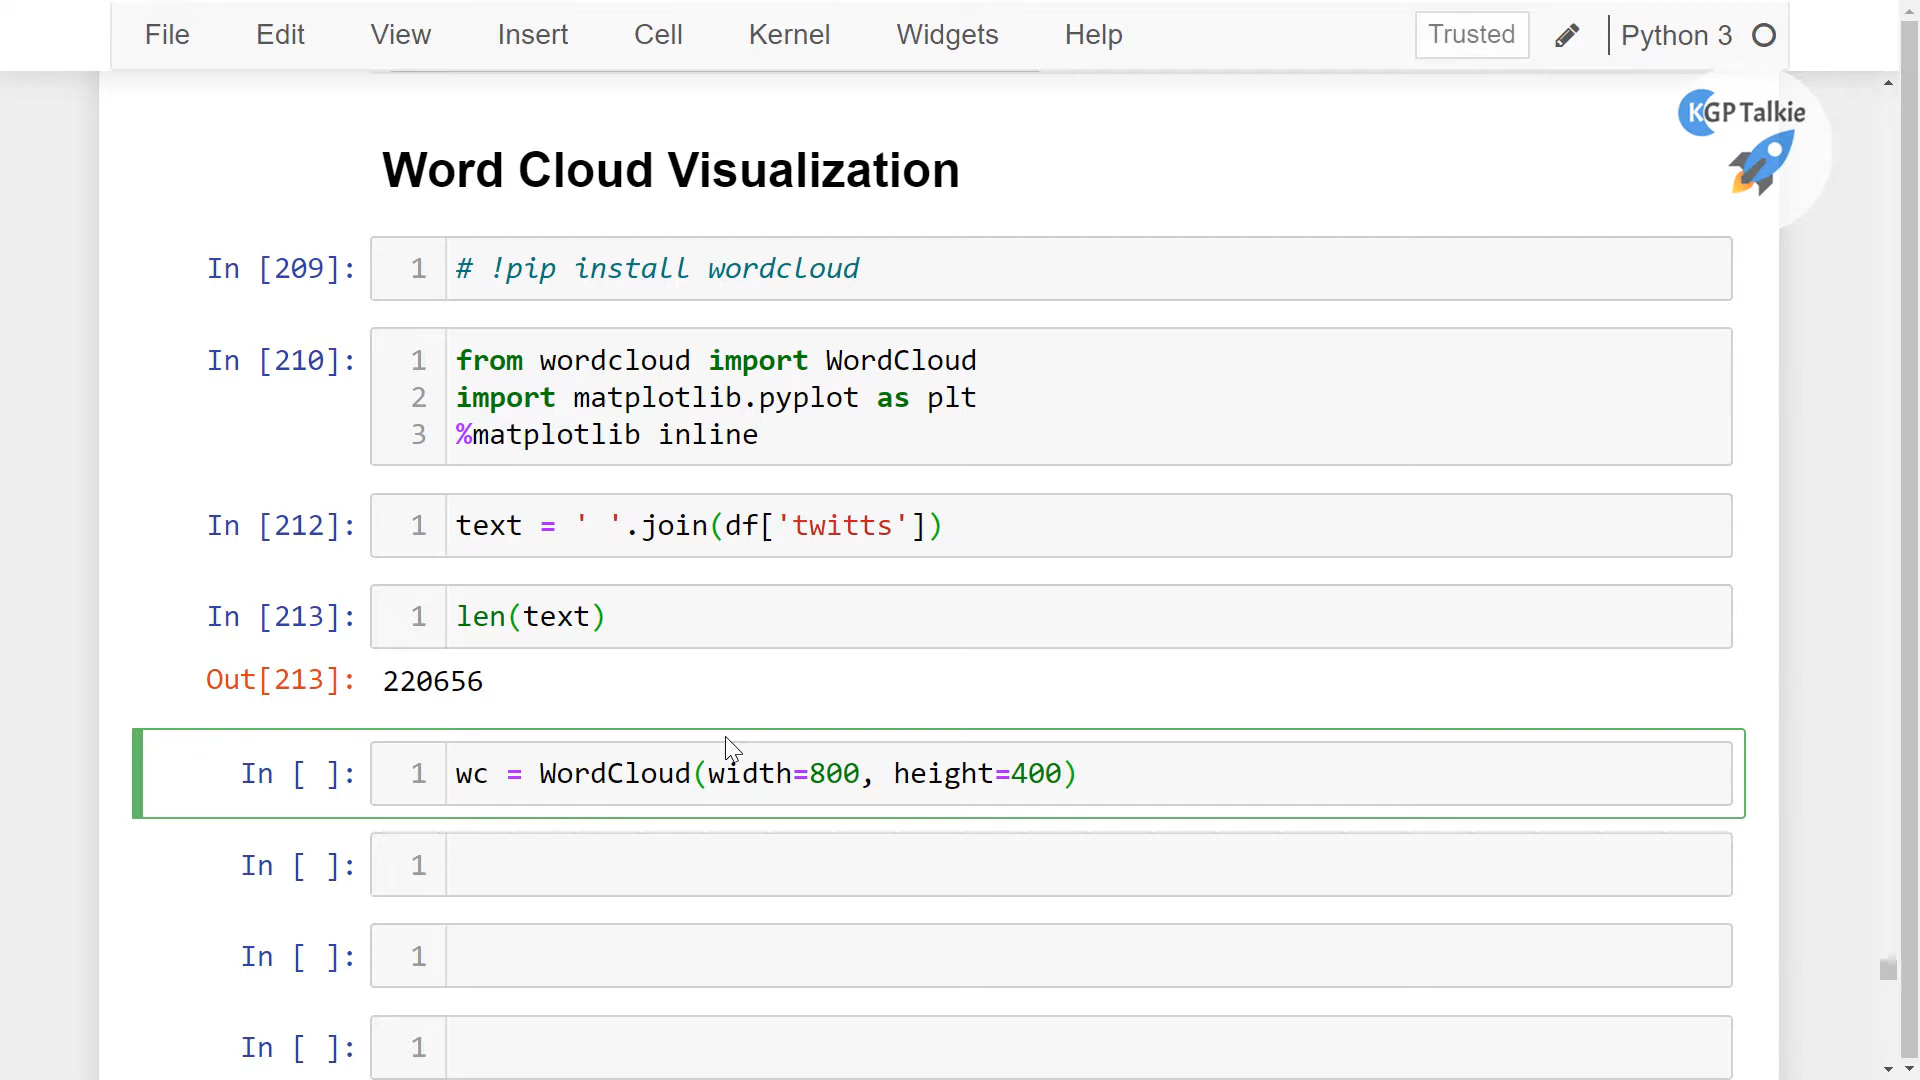 File Edit View Insert Cell Kernel Widgets Help Trusted Python 3
KGP Talkie
Word Cloud Visualization
In [209]: 1 # !pip install wordcloud
In [210]: 1 from wordcloud import WordCloud
2 import matplotlib.pyplot as plt
3 %matplotlib inline
In [212]: 1 text = ' '.join(df['twitts'])
In [213]: 1 len(text)
Out[213]: 220656
In [ ]: 1 wc = WordCloud(width=800, height=400)
In [ ]: 1
In [ ]: 1
In [ ]: 1